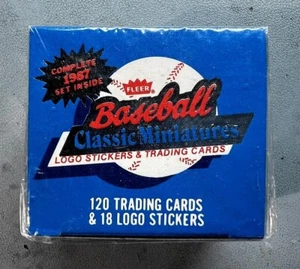 COMPLETE
1987
SET INSIDE
FLEER
Baseball
Classic Miniatures
LOGO STICKERS & TRADING CARDS
120 TRADING CARDS
& 18 LOGO STICKERS